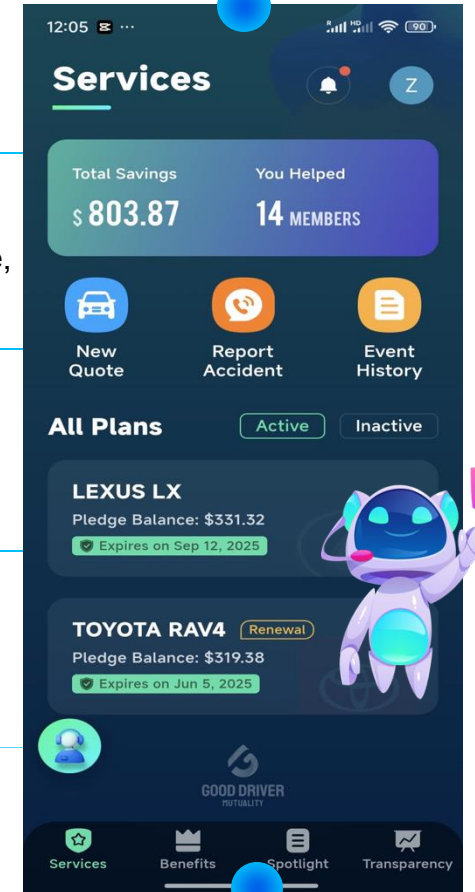 12:05 ...
R HD 90
Services
Z
Total Savings You Helped
$ 803.87 14 MEMBERS
e,
New Quote
Report Accident
Event History
All Plans Active Inactive
LEXUS LX
Pledge Balance: $331.32
Expires on Sep 12, 2025
TOYOTA RAV4 Renewal
Pledge Balance: $319.38
Expires on Jun 5, 2025
GOOD DRIVER
MUTUALITY
Services Benefits Spotlight Transparency